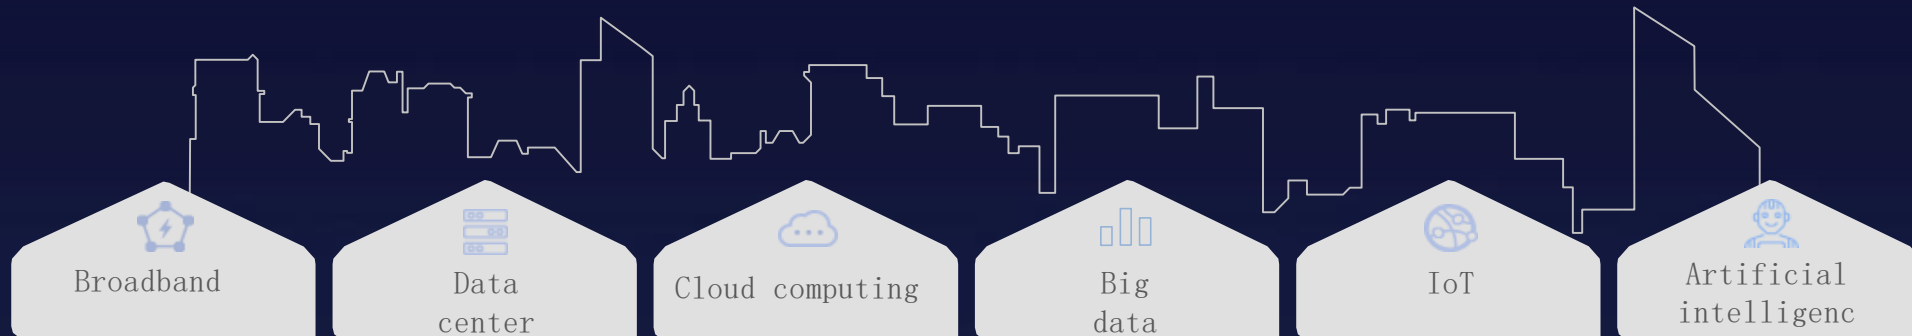 Broadband
Data
center
Cloud computing
Big
data
IoT
Artificial
intelligenc